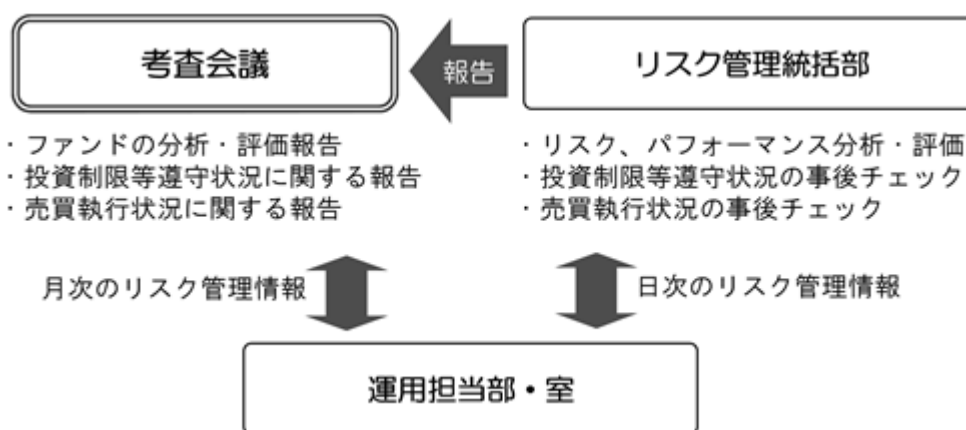 考査会議
報告
リスク管理統括部
・ファンドの分析・評価報告
・投資制限等遵守状況に関する報告
・売買執行状況に関する報告
・リスク、パフォーマンス分析・評価
・投資制限等遵守状況の事後チェック
・売買執行状況の事後チェック
月次のリスク管理情報
日次のリスク管理情報
運用担当部・室